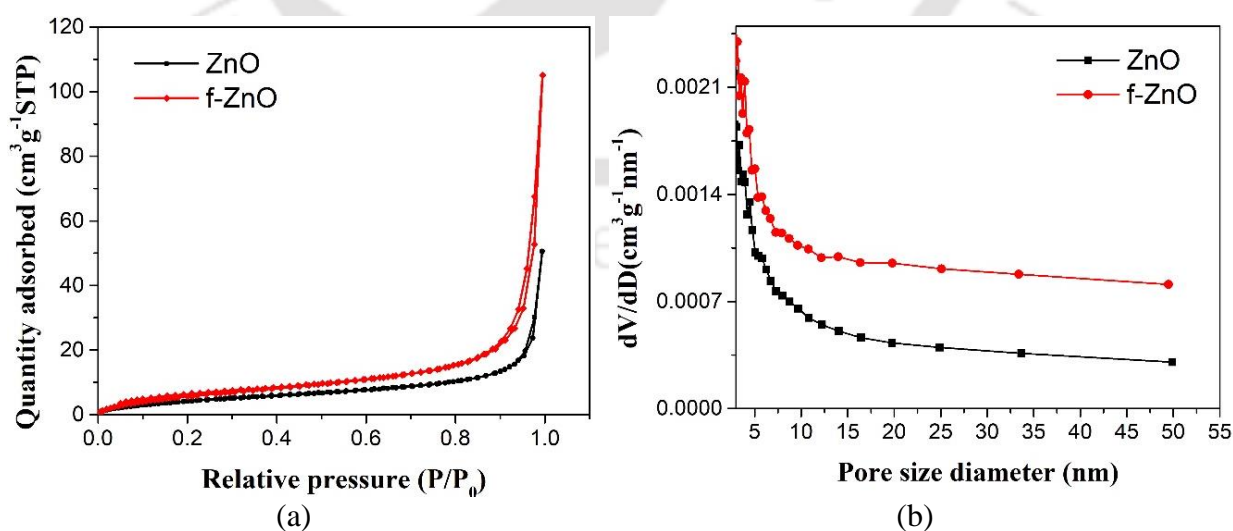 120
100
80
60
40
20
0
0.0 0.2 0.4 0.6 0.8 1.0
Quantity adsorbed (cm³g⁻¹STP)
Relative pressure (P/P₀)
ZnO
f-ZnO
(a)
0.0021
0.0014
0.0007
0.0000
5 10 15 20 25 30 35 40 45 50 55
dV/dD(cm³g⁻¹nm⁻¹)
Pore size diameter (nm)
ZnO
f-ZnO
(b)